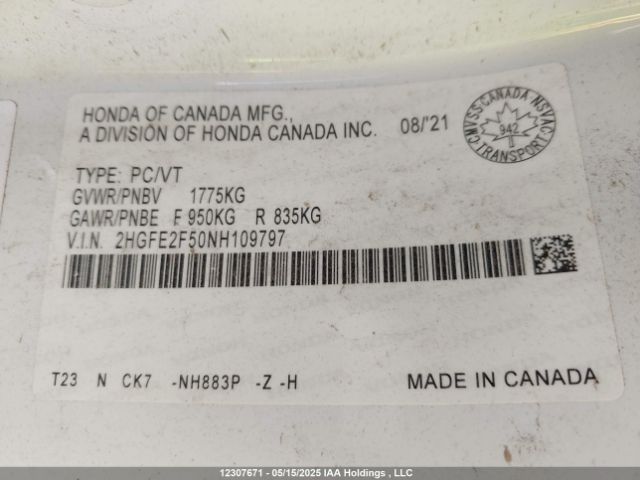 HONDA OF CANADA MFG.,
A DIVISION OF HONDA CANADA INC. 08/'21
CMVSS·CANADA·NSVAC
942
TRANSPORT
TYPE: PC/VT
GVWR/PNBV 1775KG
GAWR/PNBE F 950KG R 835KG
V.I.N. 2HGFE2F50NH109797
T23 N CK7 -NH883P -Z -H MADE IN CANADA
12307671 - 05/15/2025 IAA Holdings , LLC